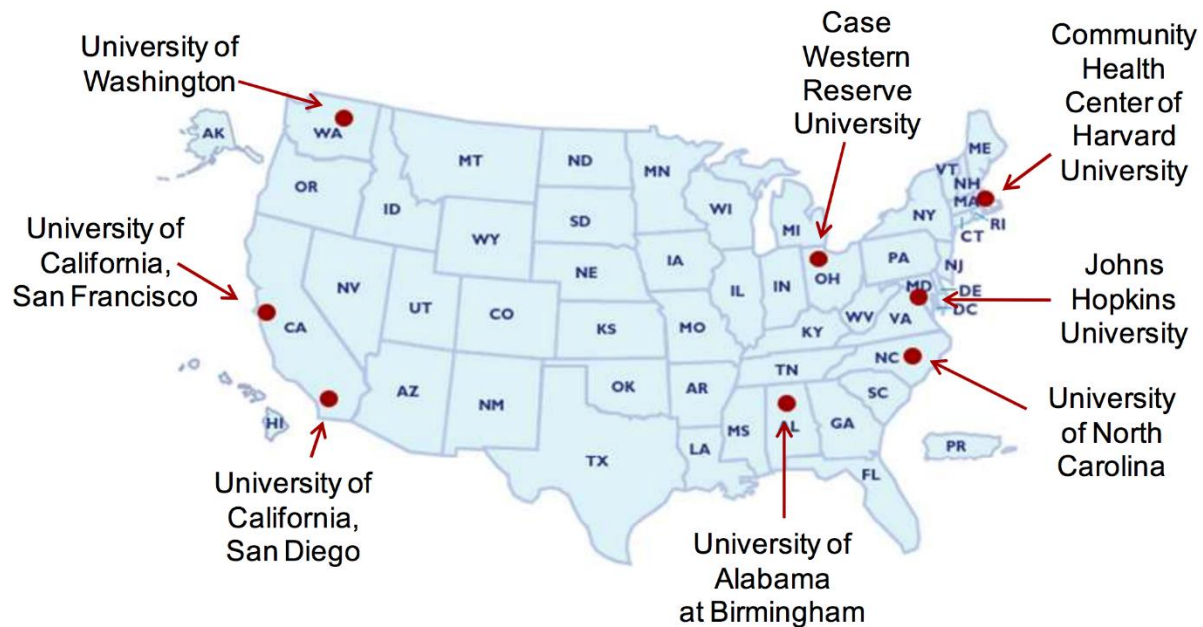 University of
Washington
Case
Western
Reserve
University
Community
Health
Center of
Harvard
University
University of
California,
San Francisco
Johns
Hopkins
University
University
of North
Carolina
University of
California,
San Diego
University of
Alabama
at Birmingham
AK
WA
MT
ND
MN
ME
VT
NH
MA
RI
CT
OR
ID
SD
WI
MI
NY
WY
IA
PA
NJ
NE
NV
UT
CO
IL
IN
OH
MD
DE
DC
WV
VA
CA
KS
MO
KY
NC
TN
AZ
NM
OK
AR
SC
HI
MS
AL
GA
LA
TX
FL
PR